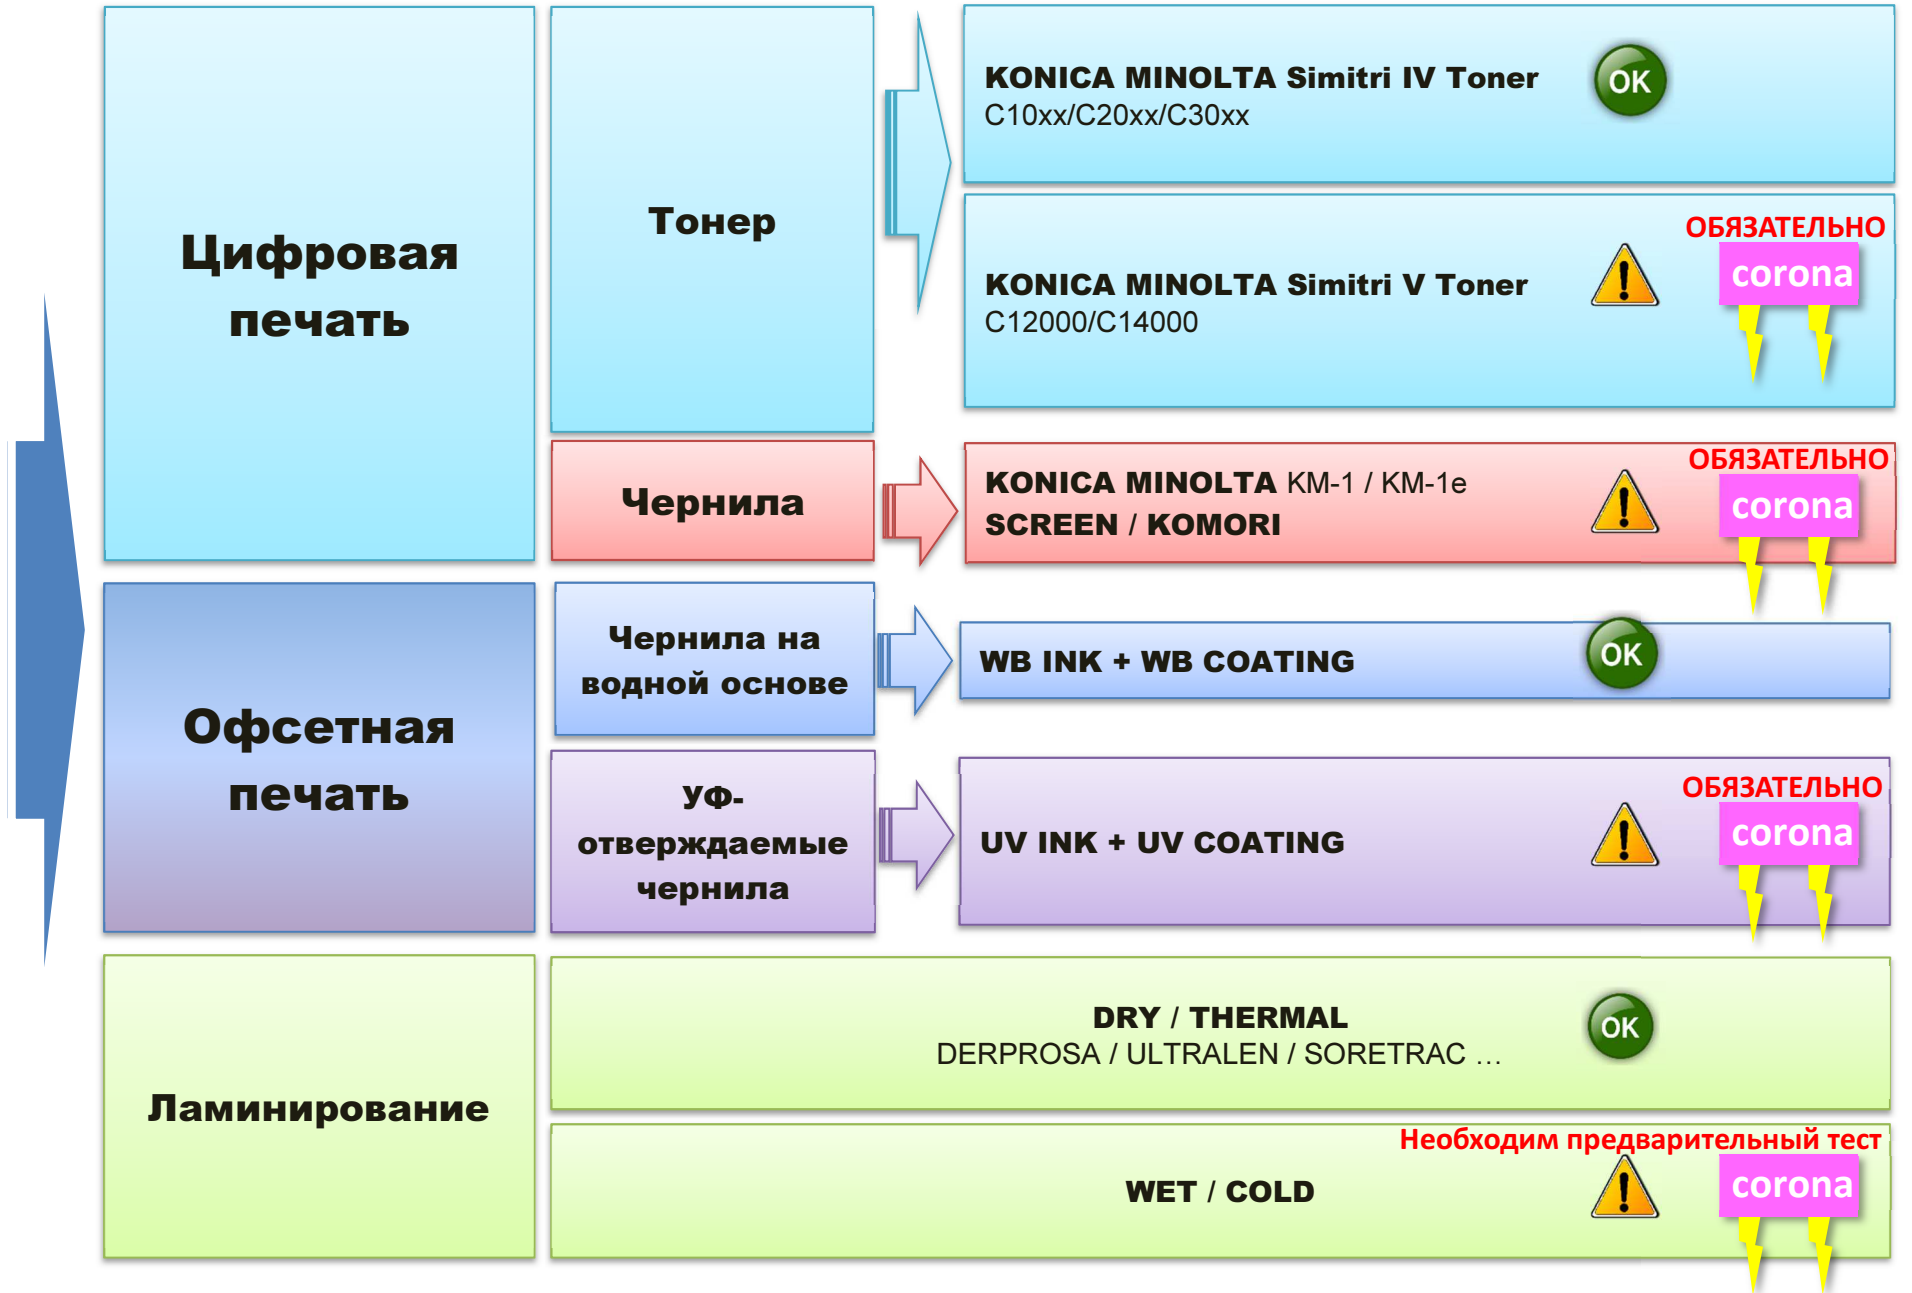 Цифровая
печать
Тонер
KONICA MINOLTA Simitri IV Toner
C10xx/C20xx/C30xx
OK
KONICA MINOLTA Simitri V Toner
C12000/C14000
ОБЯЗАТЕЛЬНО
corona
Чернила
KONICA MINOLTA KM-1 / KM-1e
SCREEN / KOMORI
ОБЯЗАТЕЛЬНО
corona
Офсетная
печать
Чернила на
водной основе
WB INK + WB COATING
OK
УФ-
отверждаемые
чернила
UV INK + UV COATING
ОБЯЗАТЕЛЬНО
corona
Ламинирование
DRY / THERMAL
DERPROSA / ULTRALEN / SORETRAC …
OK
WET / COLD
Необходим предварительный тест
corona